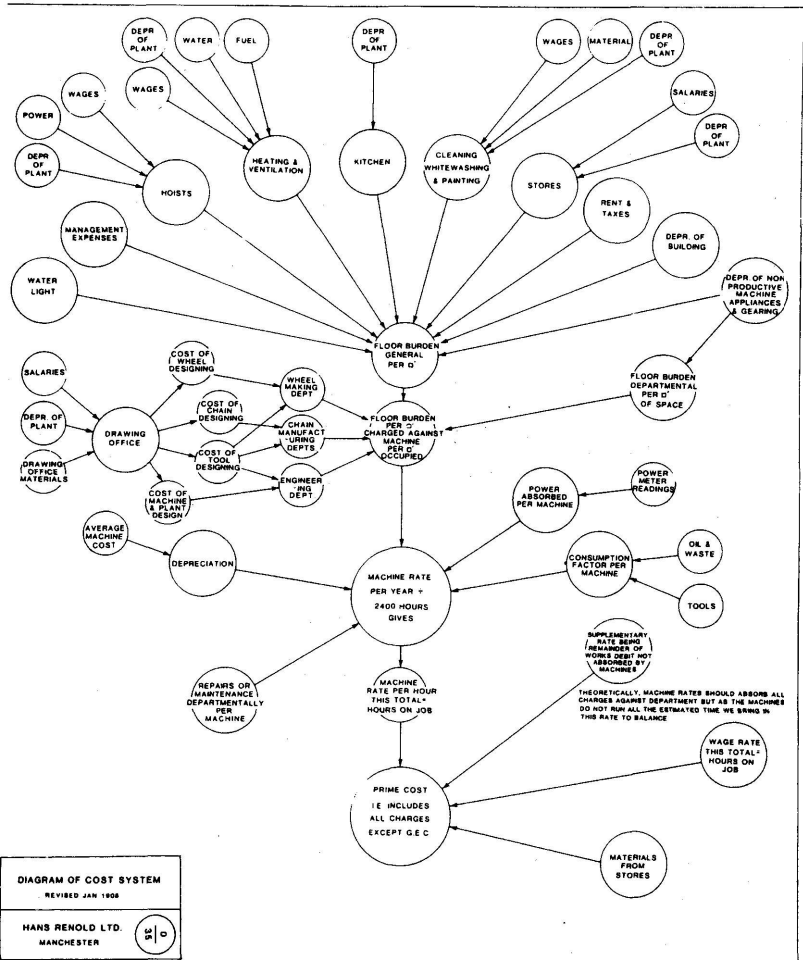 DEPR
OF
PLANT
WATER
FUEL
DEPR
OF
PLANT
WAGES
MATERIAL
DEPR
OF
PLANT
WAGES
WAGES
SALARIES
POWER
DEPR
OF
PLANT
DEPR
OF
PLANT
HOISTS
HEATING &
VENTILATION
KITCHEN
CLEANING
WHITEWASHING
& PAINTING
STORES
RENT &
TAXES
MANAGEMENT
EXPENSES
DEPR. OF
BUILDING
WATER
LIGHT
DEPR. OF NON
PRODUCTIVE
MACHINE
APPLIANCES
& GEARING
FLOOR BURDEN
GENERAL
PER □'
FLOOR BURDEN
DEPARTMENTAL
PER □'
OF SPACE
SALARIES
DEPR. OF
PLANT
DRAWING
OFFICE
MATERIALS
DRAWING
OFFICE
COST OF
WHEEL
DESIGNING
COST OF
CHAIN
DESIGNING
COST OF
TOOL
DESIGNING
COST OF
MACHINE
& PLANT
DESIGN
WHEEL
MAKING
DEPT
CHAIN
MANUFACT
URING
DEPTS
ENGINEER
ING
DEPT
FLOOR BURDEN
PER □'
CHARGED AGAINST
MACHINE
PER □'
OCCUPIED
POWER
ABSORBED
PER MACHINE
POWER
METER
READINGS
AVERAGE
MACHINE
COST
DEPRECIATION
MACHINE RATE
PER YEAR ÷
2400 HOURS
GIVES
CONSUMPTION
FACTOR PER
MACHINE
OIL &
WASTE
TOOLS
REPAIRS OR
MAINTENANCE
DEPARTMENTALLY
PER
MACHINE
MACHINE
RATE PER HOUR
THIS TOTAL=
HOURS ON JOB
SUPPLEMENTARY
RATE BEING
REMAINDER OF
WORKS DEBIT NOT
ABSORBED BY
MACHINES
THEORETICALLY, MACHINE RATES SHOULD ABSORB ALL
CHARGES AGAINST DEPARTMENT BUT AS THE MACHINES
DO NOT RUN ALL THE ESTIMATED TIME WE BRING IN
THIS RATE TO BALANCE
WAGE RATE
THIS TOTAL=
HOURS ON
JOB
PRIME COST
I.E INCLUDES
ALL CHARGES
EXCEPT G.E.C
MATERIALS
FROM
STORES
DIAGRAM OF COST SYSTEM
REVISED JAN 1908
HANS RENOLD LTD.
MANCHESTER
D
35